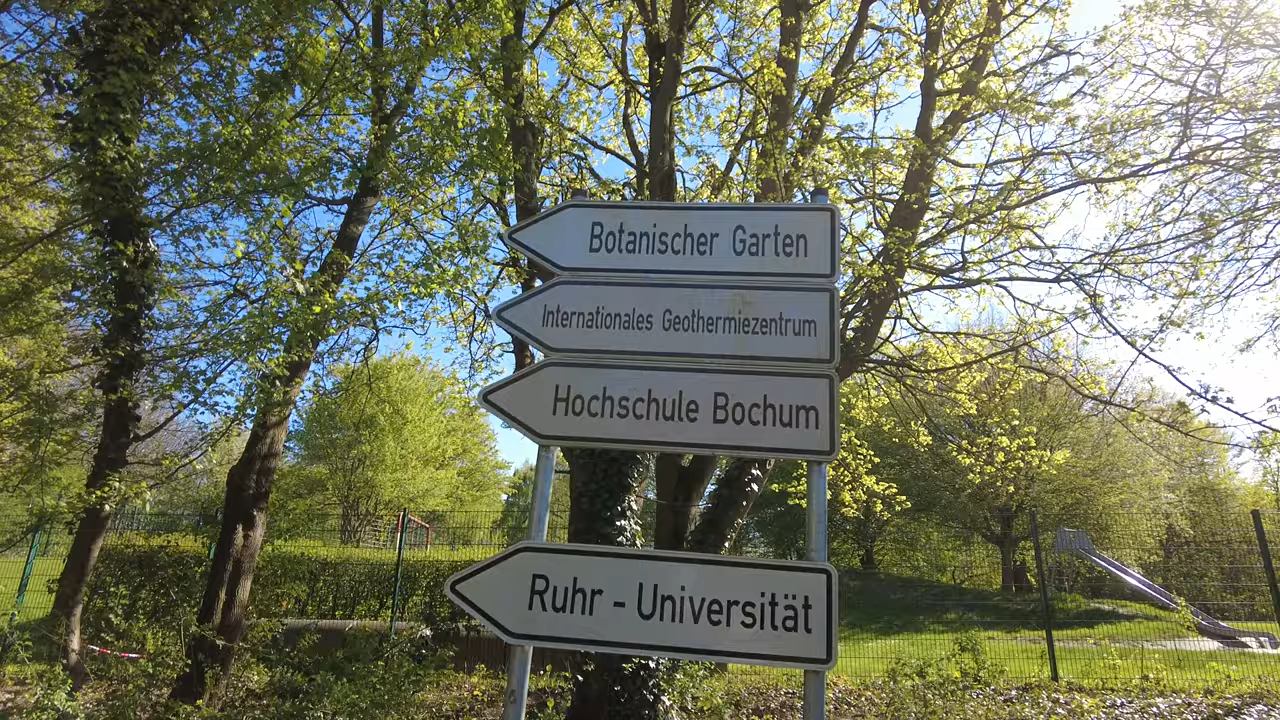 Botanischer Garten
Internationales Geothermiezentrum
Hochschule Bochum
Ruhr - Universität